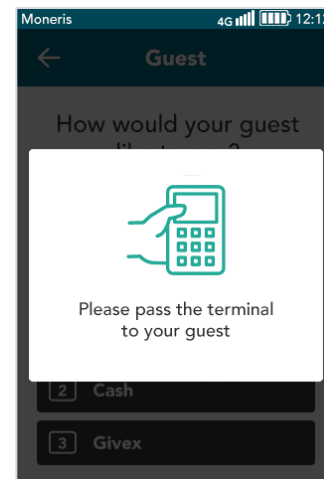 Moneris 4G 12:12
Guest
How would your guest
Please pass the terminal
to your guest
2 Cash
3 Givex